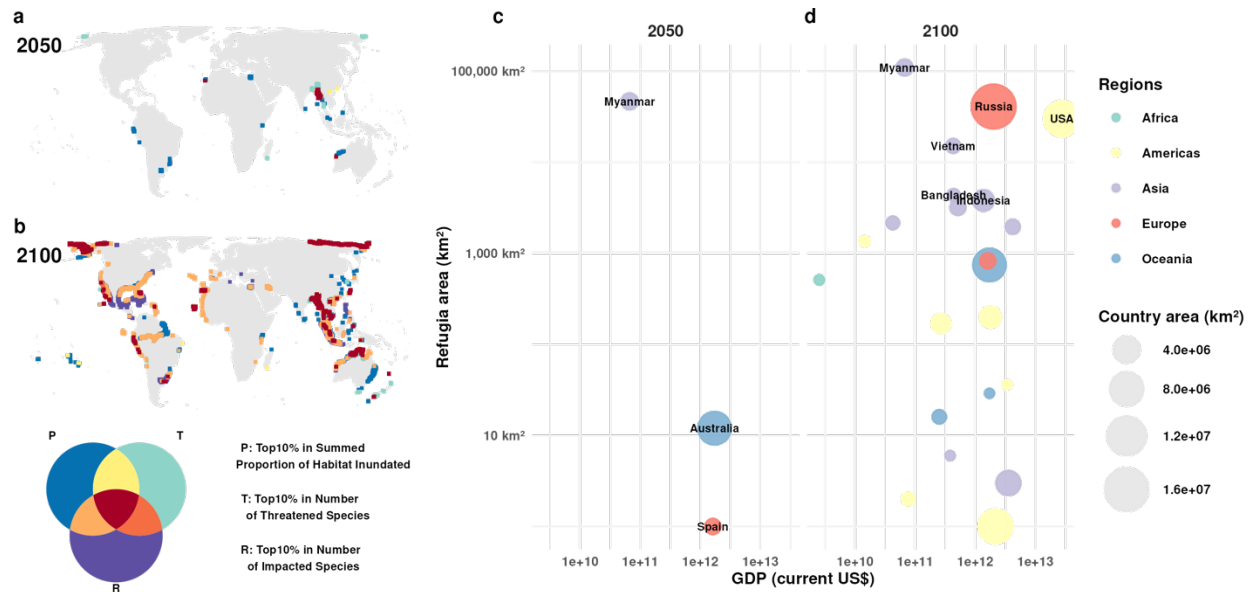 a
2050
b
2100
P
T
R
P: Top10% in Summed
Proportion of Habitat Inundated
T: Top10% in Number
of Threatened Species
R: Top10% in Number
of Impacted Species
c
2050
Refugia area (km²)
100,000 km²
1,000 km²
10 km²
Myanmar
Australia
Spain
1e+10
1e+11
1e+12
1e+13
d
2100
Myanmar
Russia
USA
Vietnam
Bangladesh
Indonesia
1e+10
1e+11
1e+12
1e+13
GDP (current US$)
Regions
Africa
Americas
Asia
Europe
Oceania
Country area (km²)
4.0e+06
8.0e+06
1.2e+07
1.6e+07